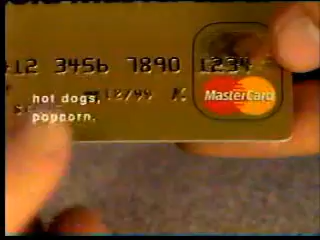 12 3456 7890 1234
12/99
MasterCard
hot dogs,
popcorn.